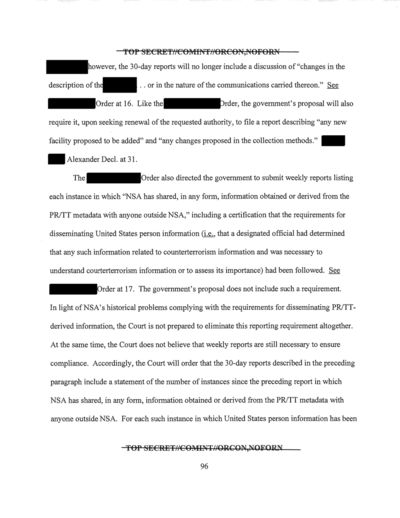 TOP SECRET//COMINT//ORCON,NOFORN
however, the 30-day reports will no longer include a discussion of "changes in the
description of the . . . or in the nature of the communications carried thereon." See
Order at 16. Like the Order, the government's proposal will also
require it, upon seeking renewal of the requested authority, to file a report describing "any new
facility proposed to be added" and "any changes proposed in the collection methods."
Alexander Decl. at 31.
The Order also directed the government to submit weekly reports listing
each instance in which "NSA has shared, in any form, information obtained or derived from the
PR/TT metadata with anyone outside NSA," including a certification that the requirements for
disseminating United States person information (i.e., that a designated official had determined
that any such information related to counterterrorism information and was necessary to
understand counterterrorism information or to assess its importance) had been followed. See
Order at 17. The government's proposal does not include such a requirement.
In light of NSA's historical problems complying with the requirements for disseminating PR/TT-
derived information, the Court is not prepared to eliminate this reporting requirement altogether.
At the same time, the Court does not believe that weekly reports are still necessary to ensure
compliance. Accordingly, the Court will order that the 30-day reports described in the preceding
paragraph include a statement of the number of instances since the preceding report in which
NSA has shared, in any form, information obtained or derived from the PR/TT metadata with
anyone outside NSA. For each such instance in which United States person information has been
TOP SECRET//COMINT//ORCON,NOFORN
96